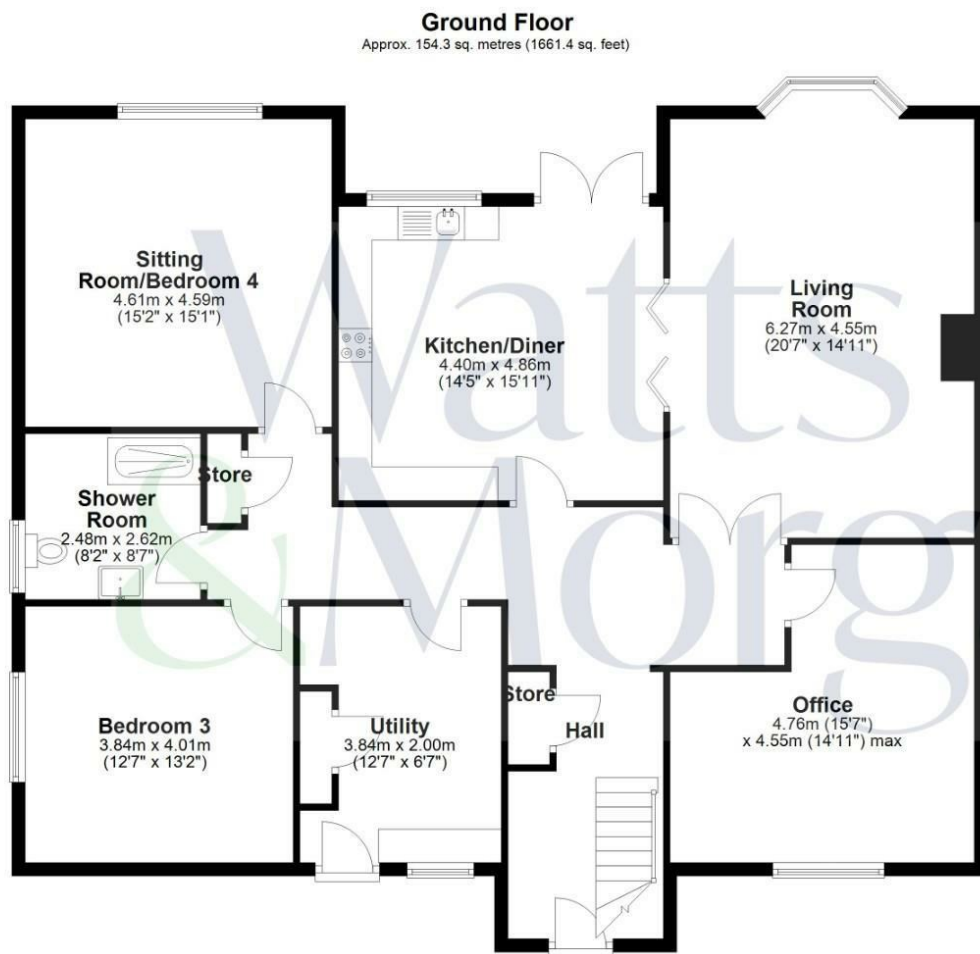 Ground Floor
Approx. 154.3 sq. metres (1661.4 sq. feet)
Sitting
Room/Bedroom 4
4.61m x 4.59m
(15'2" x 15'1")
Kitchen/Diner
4.40m x 4.86m
(14'5" x 15'11")
Living
Room
6.27m x 4.55m
(20'7" x 14'11")
Store
Shower
Room
2.48m x 2.62m
(8'2" x 8'7")
Bedroom 3
3.84m x 4.01m
(12'7" x 13'2")
Utility
3.84m x 2.00m
(12'7" x 6'7")
Store
Hall
Office
4.76m (15'7")
x 4.55m (14'11") max
Watts
& Morg